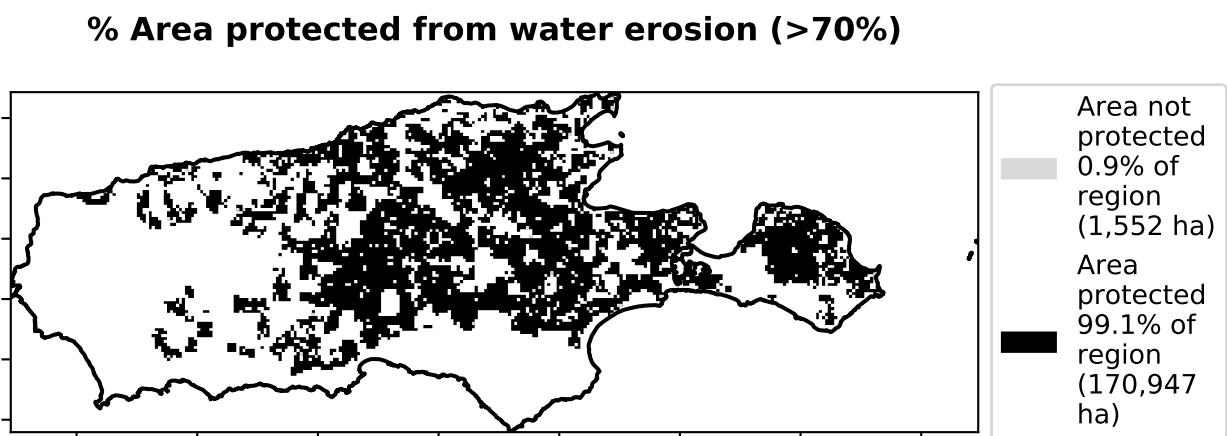 % Area protected from water erosion (>70%)
Area not
protected
0.9% of
region
(1,552 ha)
Area
protected
99.1% of
region
(170,947
ha)